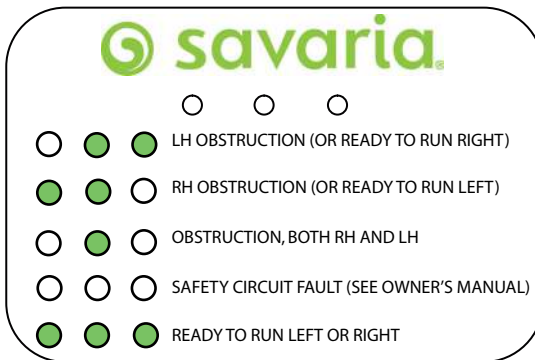 savaria®
LH OBSTRUCTION (OR READY TO RUN RIGHT)
RH OBSTRUCTION (OR READY TO RUN LEFT)
OBSTRUCTION, BOTH RH AND LH
SAFETY CIRCUIT FAULT (SEE OWNER'S MANUAL)
READY TO RUN LEFT OR RIGHT